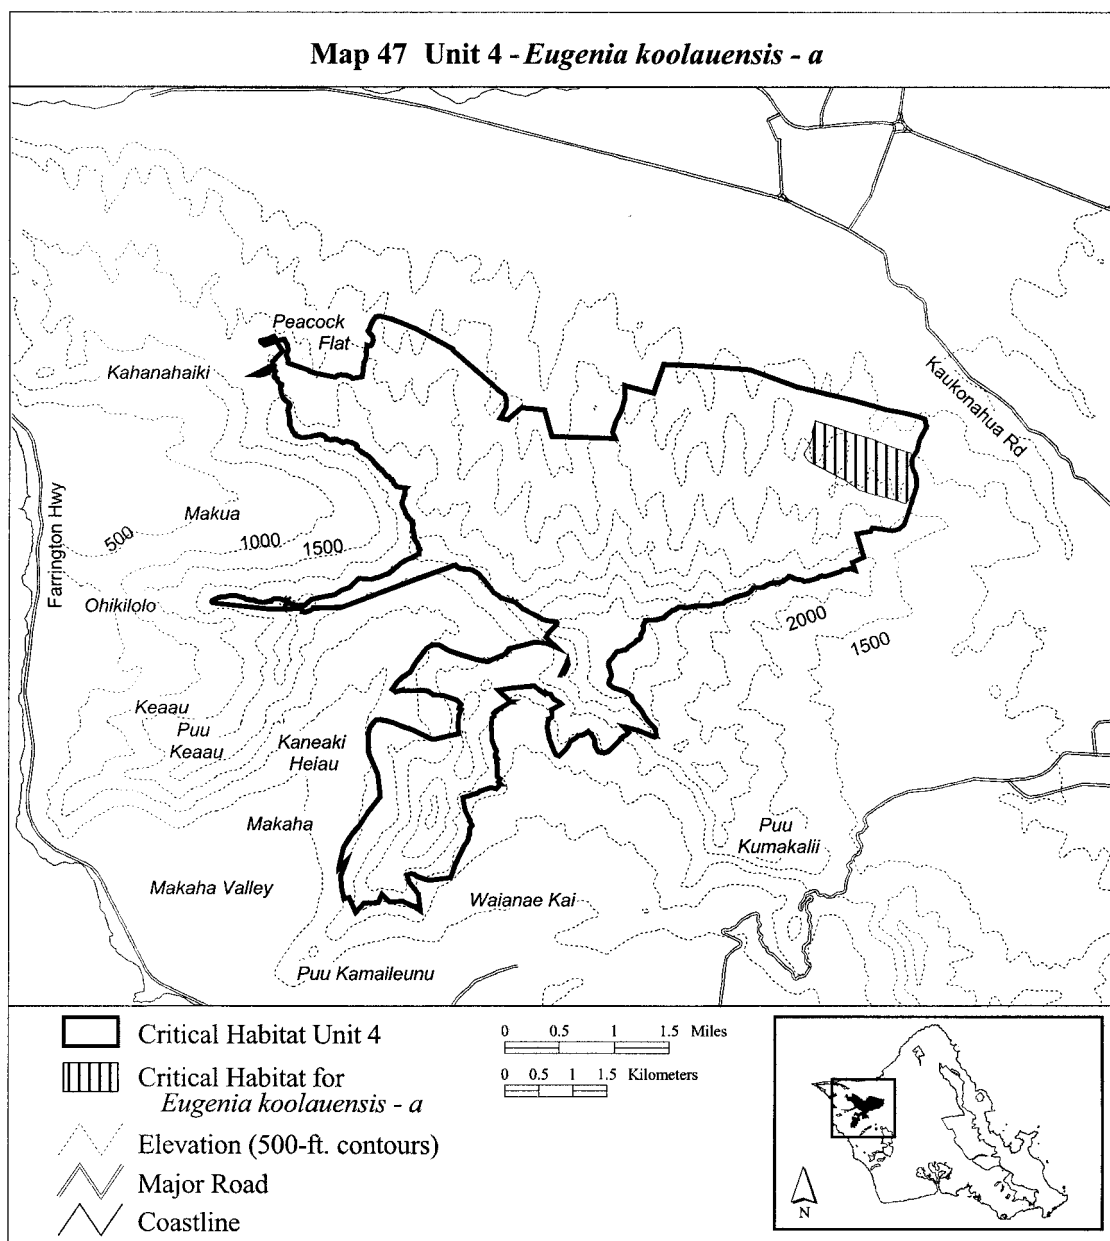 Map 47 Unit 4 - Eugenia koolauensis - a
Peacock
Flat
Kahanahaiki
Kaukonahua Rd
Farrington Hwy
Makua
500
1000
1500
Ohikilolo
2000
1500
Keaau
Puu
Keaau
Kaneaki
Heiau
Makaha
Puu
Kumakalii
Makaha Valley
Waianae Kai
Puu Kamaileunu
Critical Habitat Unit 4
Critical Habitat for
Eugenia koolauensis - a
Elevation (500-ft. contours)
Major Road
Coastline
0 0.5 1 1.5 Miles
0 0.5 1 1.5 Kilometers
N